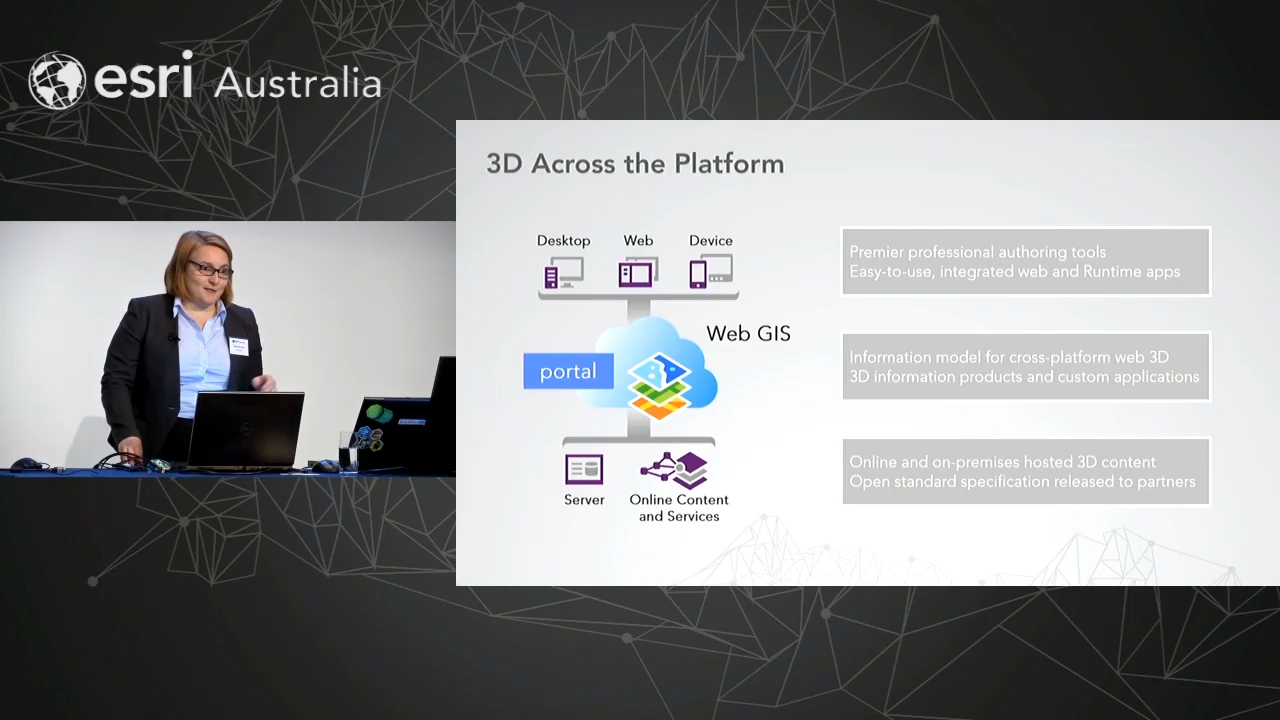 esri Australia
3D Across the Platform
Desktop
Web
Device
Web GIS
portal
Server
Online Content
and Services
Premier professional authoring tools
Easy-to-use, integrated web and Runtime apps
Information model for cross-platform web 3D
3D information products and custom applications
Online and on-premises hosted 3D content
Open standard specification released to partners